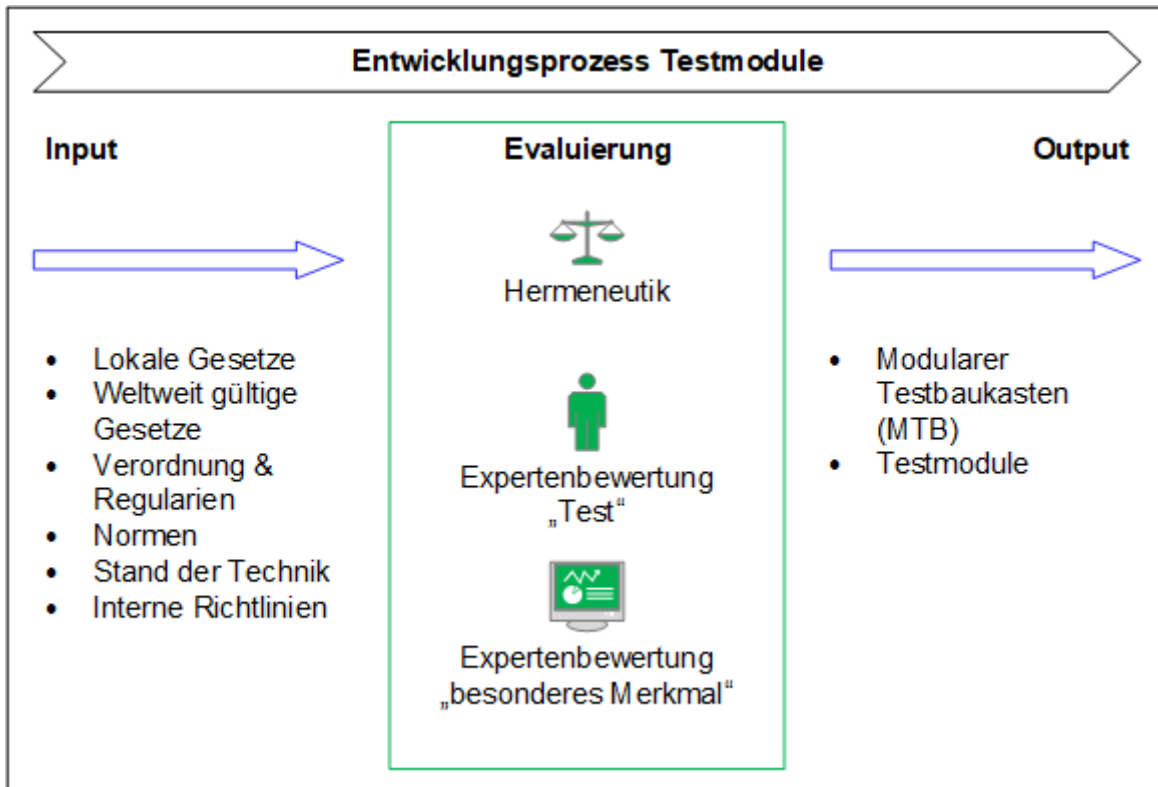 Entwicklungsprozess Testmodule
Input
• Lokale Gesetze
• Weltweit gültige
Gesetze
• Verordnung &
Regularien
• Normen
• Stand der Technik
• Interne Richtlinien
Evaluierung
Hermeneutik
Expertenbewertung
„Test“
Expertenbewertung
„besonderes Merkmal“
Output
• Modularer
Testbaukasten
(MTB)
• Testmodule